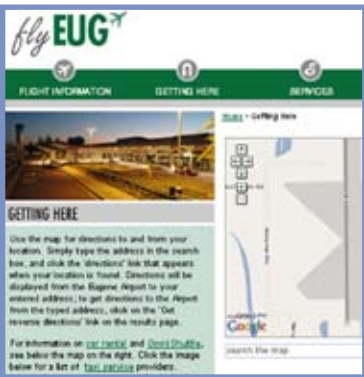 fly EUG
FLIGHT INFORMATION
GETTING HERE
SERVICES
Home > Getting Here
GETTING HERE
Use the map for directions to and from your
location. Simply type the address in the search
box, and click the 'directions' link that appears
when your location is found. Directions will be
displayed from the Eugene Airport to your
entered address; to get directions to the Airport
from the typed address, click on the 'Get
reverse directions' link on the results page.
For information on car rental and Omni Shuttle,
see below the map on the right. Click the image
below for a list of taxi service providers.
Google
search the map